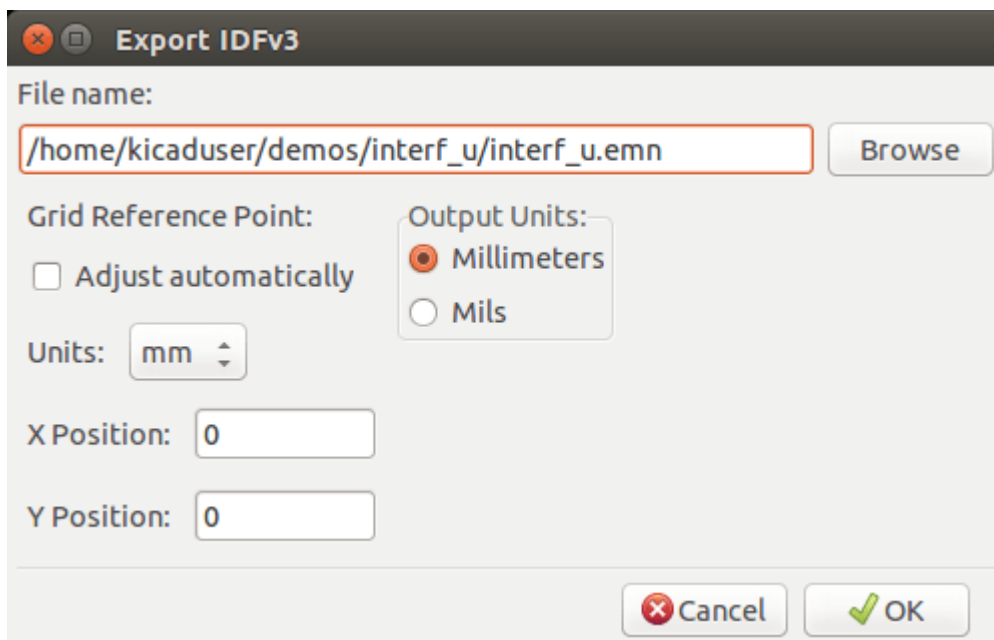 Export IDFv3
File name:
/home/kicaduser/demos/interf_u/interf_u.emn
Browse
Grid Reference Point:
Output Units:
Adjust automatically
Millimeters
Mils
Units: mm
X Position: 0
Y Position: 0
Cancel
OK